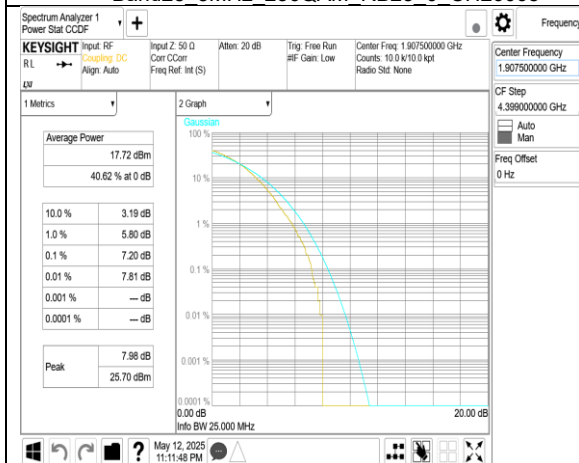 Spectrum Analyzer 1
Power Stat CCDF
Frequency
KEYSIGHT
RL
LXI
Input: RF
Coupling: DC
Align: Auto
Input Z: 50 Ω
Corr CCorr
Freq Ref: Int (S)
Atten: 20 dB
Trig: Free Run
#IF Gain: Low
Center Freq: 1.907500000 GHz
Counts: 10.0 k/10.0 kpt
Radio Std: None
Center Frequency
1.907500000 GHz
CF Step
4.399000000 GHz
Auto
Man
Freq Offset
0 Hz
1 Metrics
Average Power
17.72 dBm
40.62 % at 0 dB
10.0 % 3.19 dB
1.0 % 5.80 dB
0.1 % 7.20 dB
0.01 % 7.81 dB
0.001 % --- dB
0.0001 % --- dB
Peak
7.98 dB
25.70 dBm
2 Graph
Gaussian
100 %
10 %
1 %
0.1 %
0.01 %
0.001 %
0.0001 %
0.00 dB
20.00 dB
Info BW 25.000 MHz
May 12, 2025
11:11:48 PM